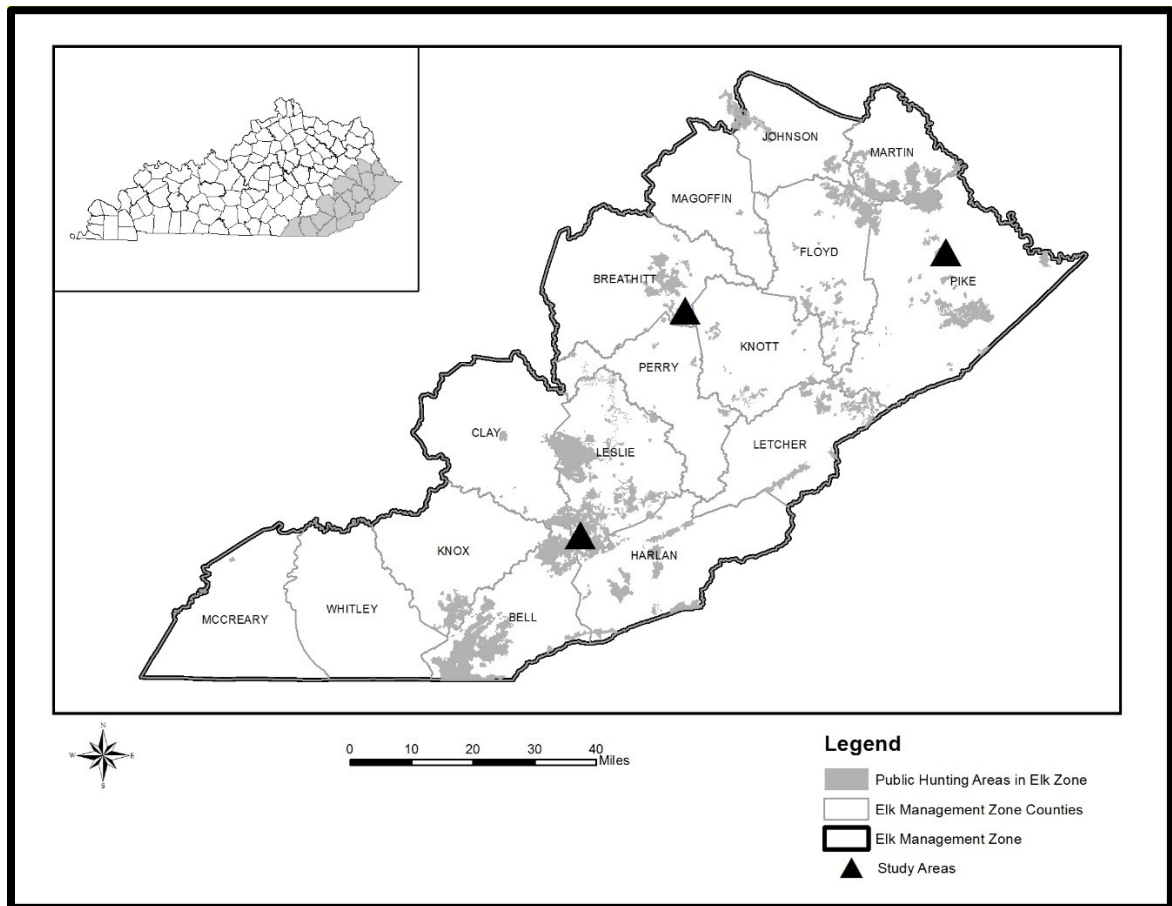 JOHNSON
MARTIN
MAGOFFIN
FLOYD
BREATHITT
PIKE
KNOTT
PERRY
CLAY
LESLIE
LETCHER
KNOX
HARLAN
WHITLEY
BELL
MCCREARY
N
W E
S
0 10 20 30 40
Miles
Legend
Public Hunting Areas in Elk Zone
Elk Management Zone Counties
Elk Management Zone
Study Areas